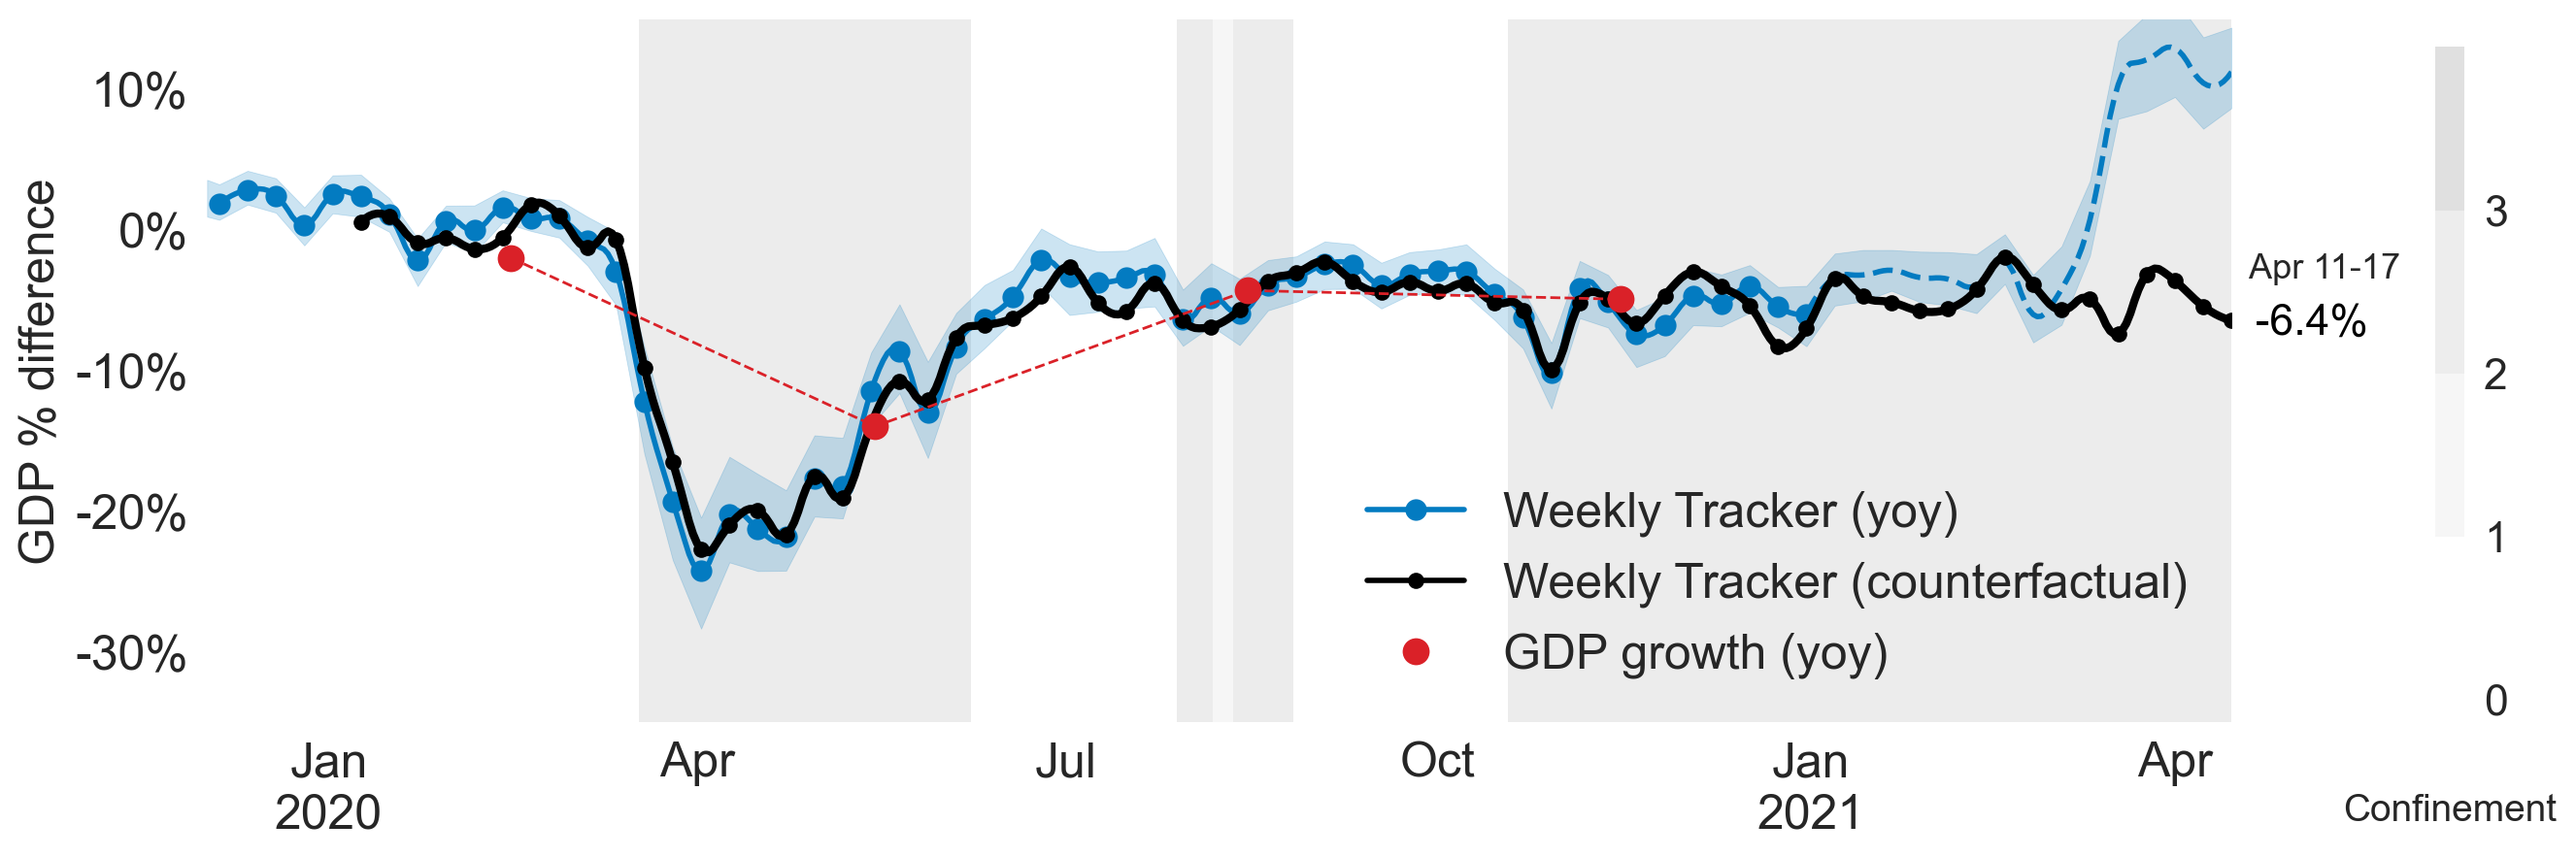 GDP % difference
10%
0%
-10%
-20%
-30%
Jan
2020
Apr
Jul
Oct
Jan
2021
Apr
Weekly Tracker (yoy)
Weekly Tracker (counterfactual)
GDP growth (yoy)
Apr 11-17
-6.4%
3
2
1
0
Confinement